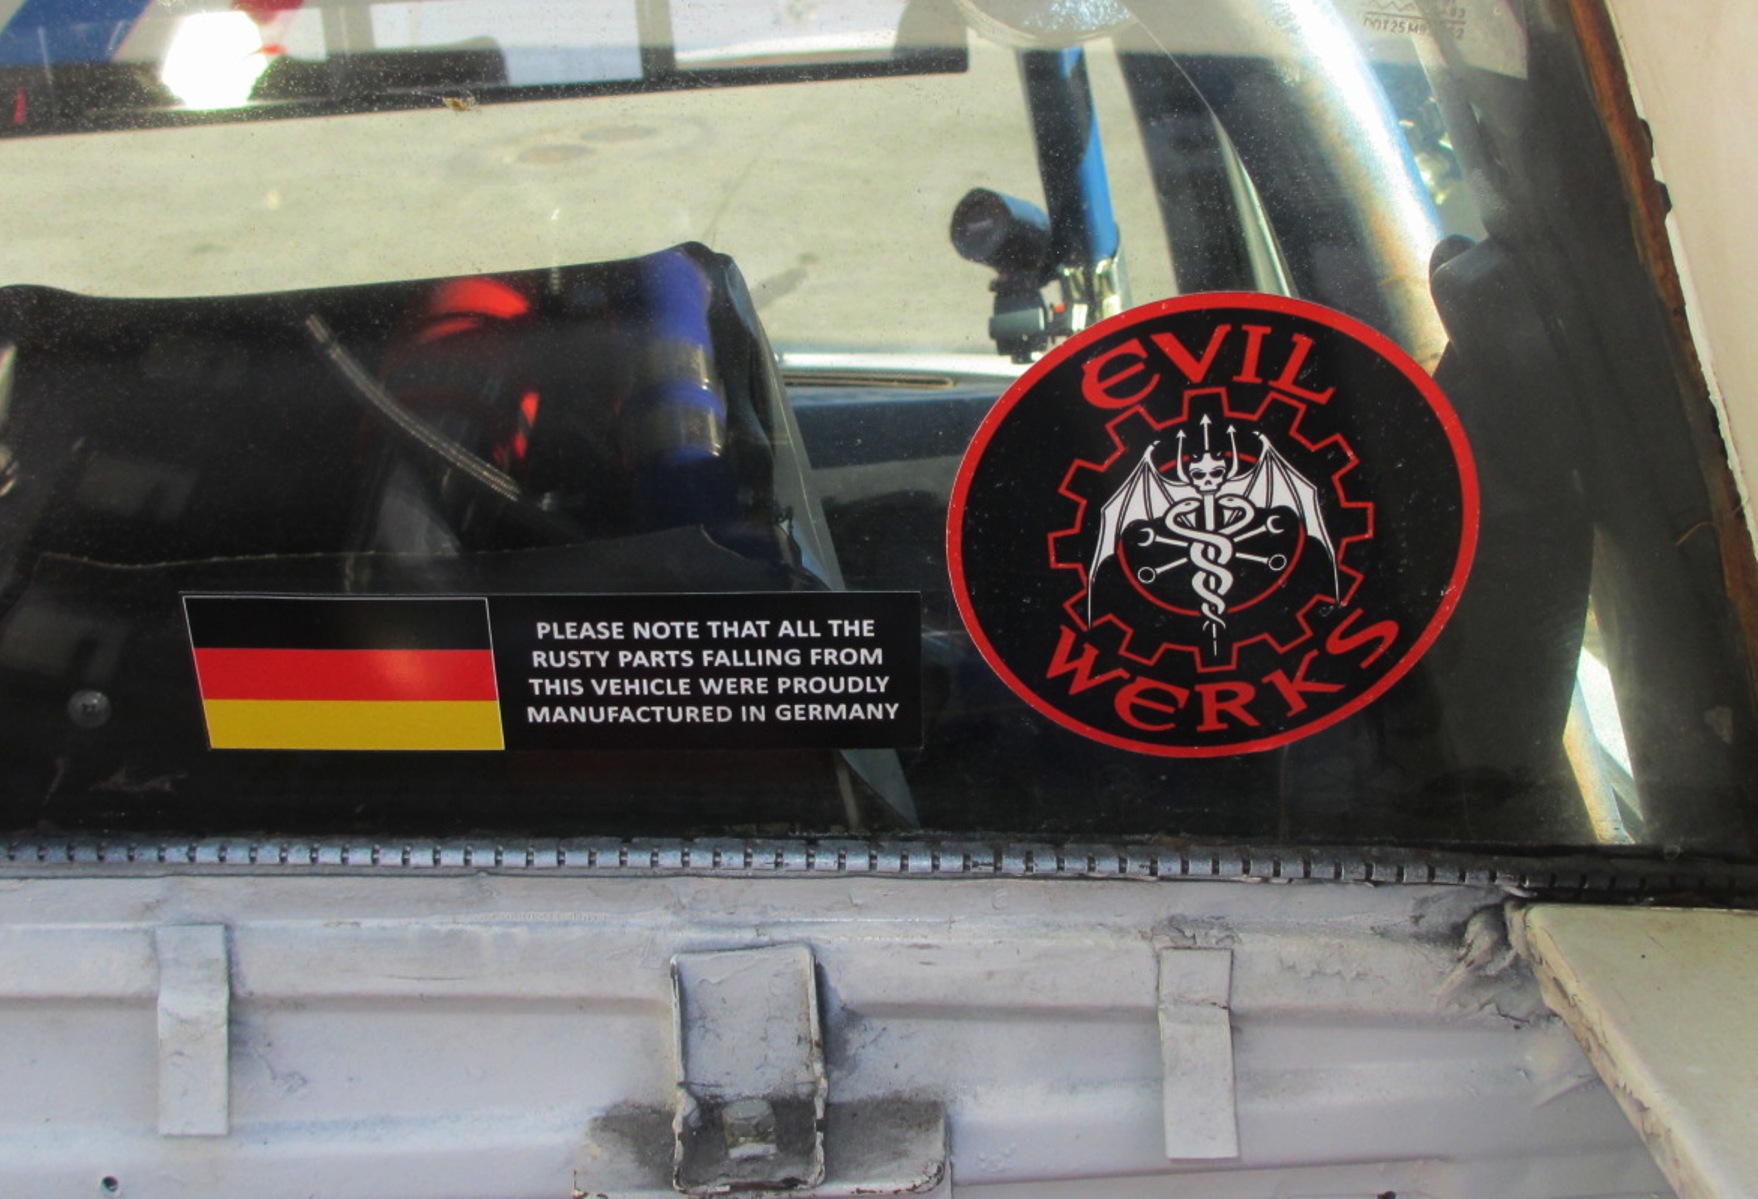 EVIL
WERKS
PLEASE NOTE THAT ALL THE
RUSTY PARTS FALLING FROM
THIS VEHICLE WERE PROUDLY
MANUFACTURED IN GERMANY